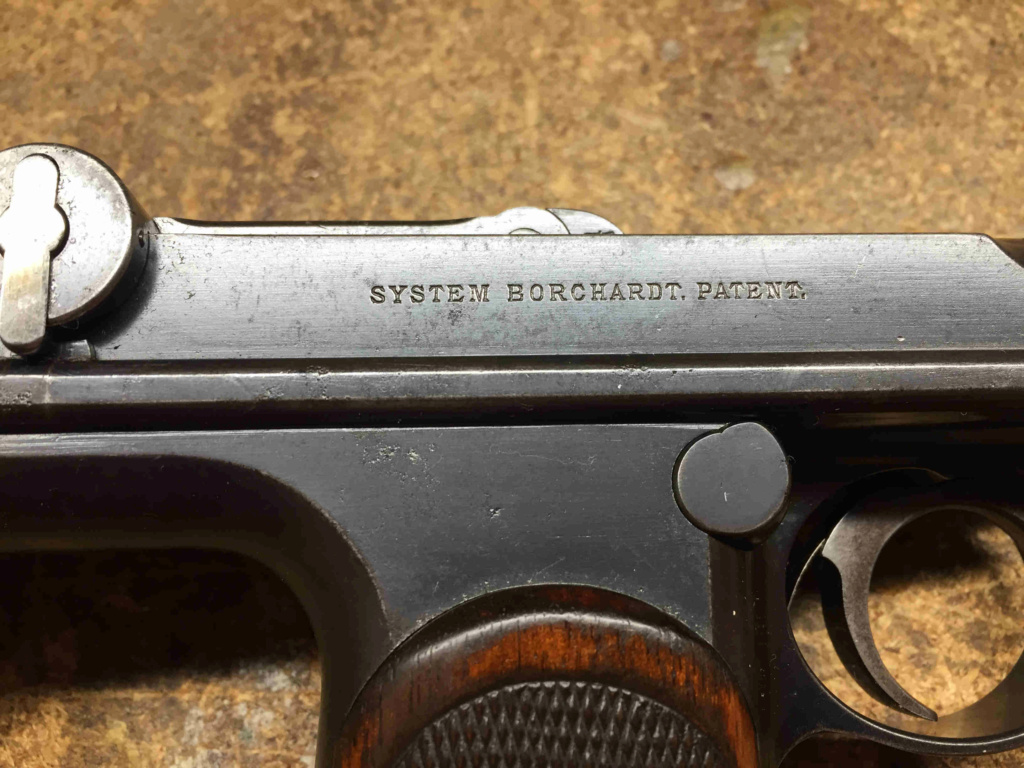 SYSTEM BORCHARDT. PATENT.